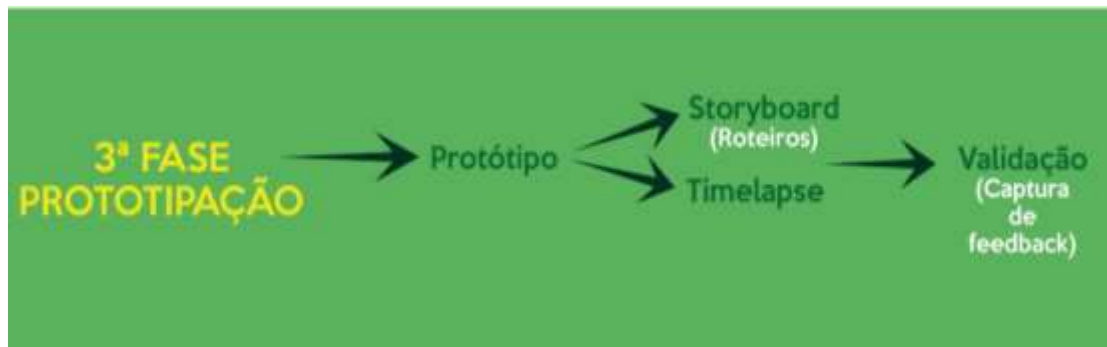 3ª FASE
PROTOTIPAÇÃO
Protótipo
Storyboard
(Roteiros)
Timelapse
Validação
(Captura
de
feedback)